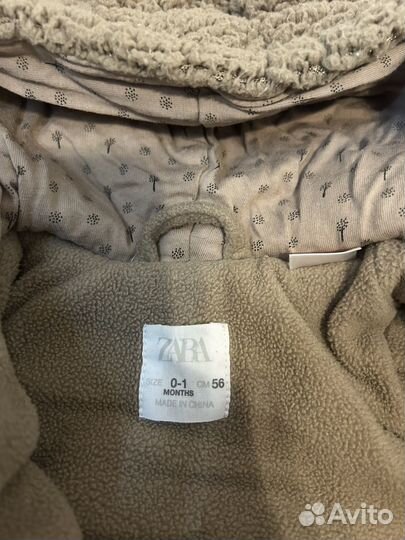 ZARA
SIZE 0-1 CM 56
MONTHS
MADE IN CHINA
Avito